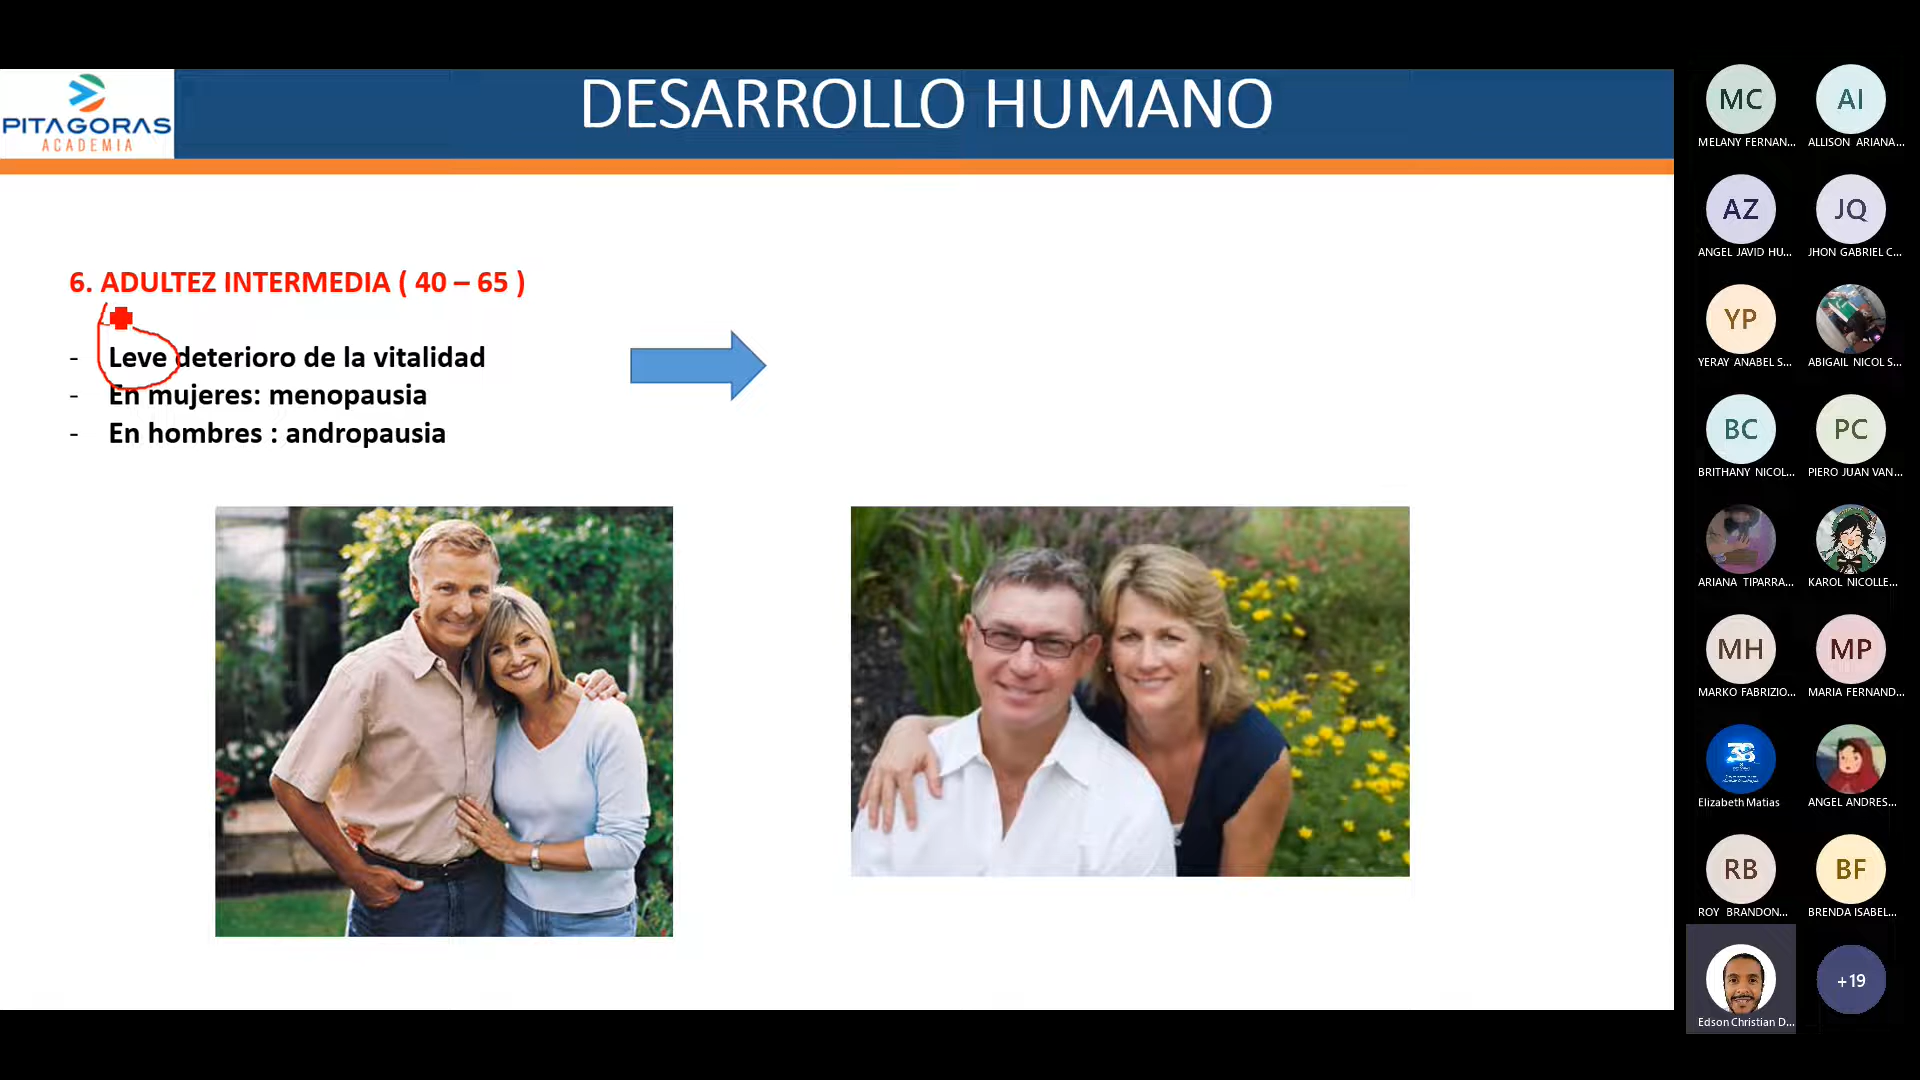 DESARROLLO HUMANO
PITAGORAS
ACADEMIA
6. ADULTEZ INTERMEDIA ( 40 – 65 )
- Leve deterioro de la vitalidad
- En mujeres: menopausia
- En hombres : andropausia
MC
AI
MELANY FERNAN...
ALLISON ARIANA...
AZ
JQ
ANGEL JAVID HU...
JHON GABRIEL C...
YP
YERAY ANABEL S...
ABIGAIL NICOL S...
BC
PC
BRITHANY NICOL...
PIERO JUAN VAN...
ARIANA TIPARRA...
KAROL NICOLLE...
MH
MP
MARKO FABRIZIO...
MARIA FERNAND...
38
Elizabeth Matias
ANGEL ANDRES...
RB
BF
ROY BRANDON...
BRENDA ISABEL...
+19
Edson Christian D...